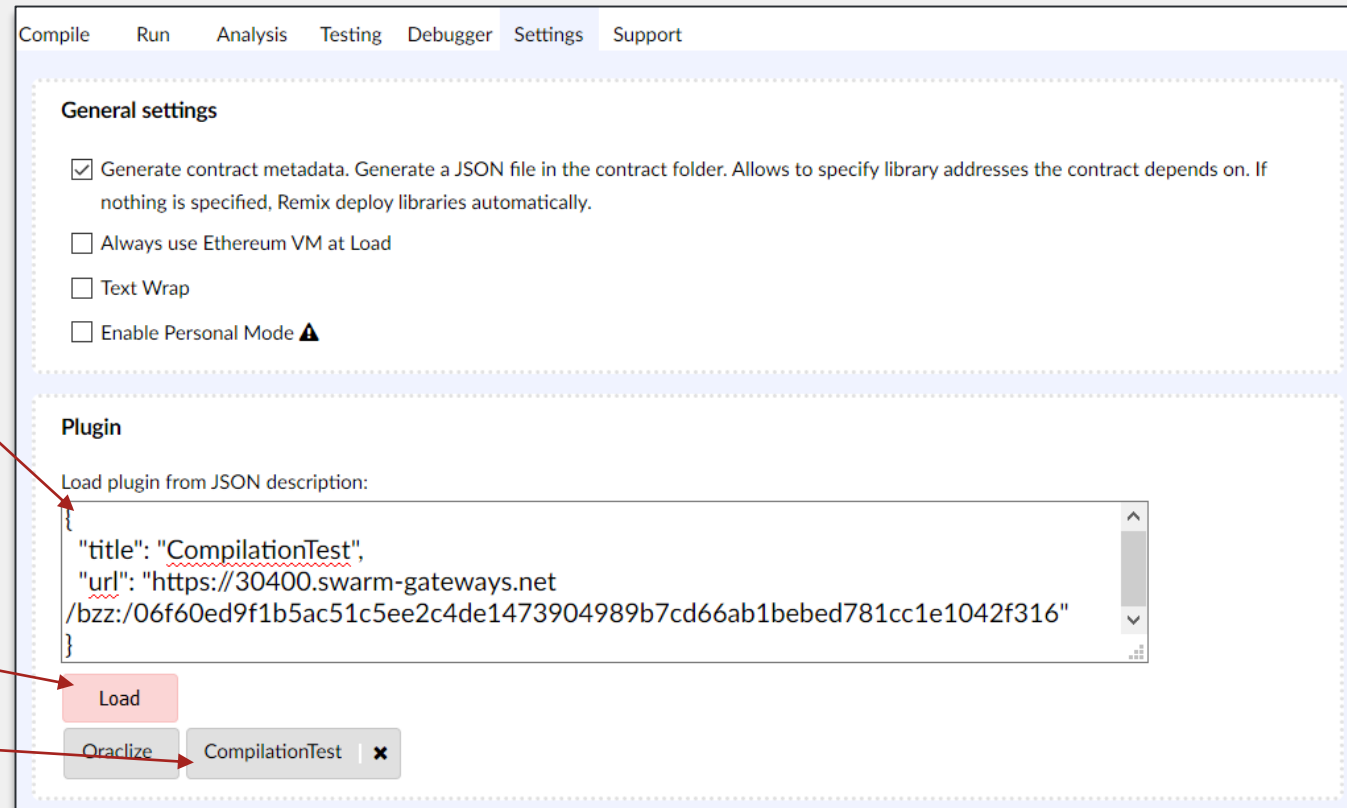 Compile Run Analysis Testing Debugger Settings Support
General settings
Generate contract metadata. Generate a JSON file in the contract folder. Allows to specify library addresses the contract depends on. If
nothing is specified, Remix deploy libraries automatically.
Always use Ethereum VM at Load
Text Wrap
Enable Personal Mode
Plugin
Load plugin from JSON description:
{
"title": "CompilationTest",
"url": "https://30400.swarm-gateways.net
/bzz:/06f60ed9f1b5ac51c5ee2c4de1473904989b7cd66ab1bebed781cc1e1042f316"
}
Load
Oraclize CompilationTest